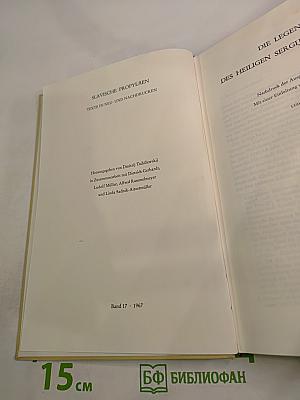 SLAVISCHE PROPYLÄEN
TEXTE IN NEU- UND NACHDRUCKEN
Herausgegeben von Dmitrij Tschižewskij
in Zusammenarbeit mit Dietrich Gerhardt,
Ludolf Müller, Alfred Rammelmeyer
und Linda Sadnik-Aitzetmüller
Band 17 · 1967
DIE LEGEN
DES HEILIGEN SERGI
Nachdruck der Ausg
Mit einer Einleitung
15 см
БФ БИБЛИОФАН